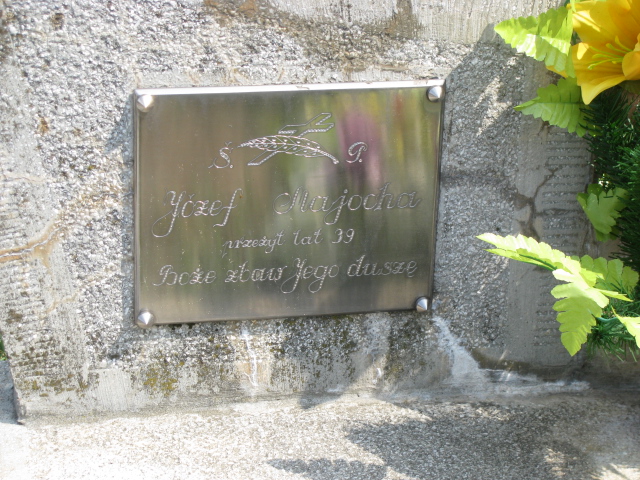 Ś. P.
Józef Majocha
przeżył lat 39
Boże zbaw Jego duszę